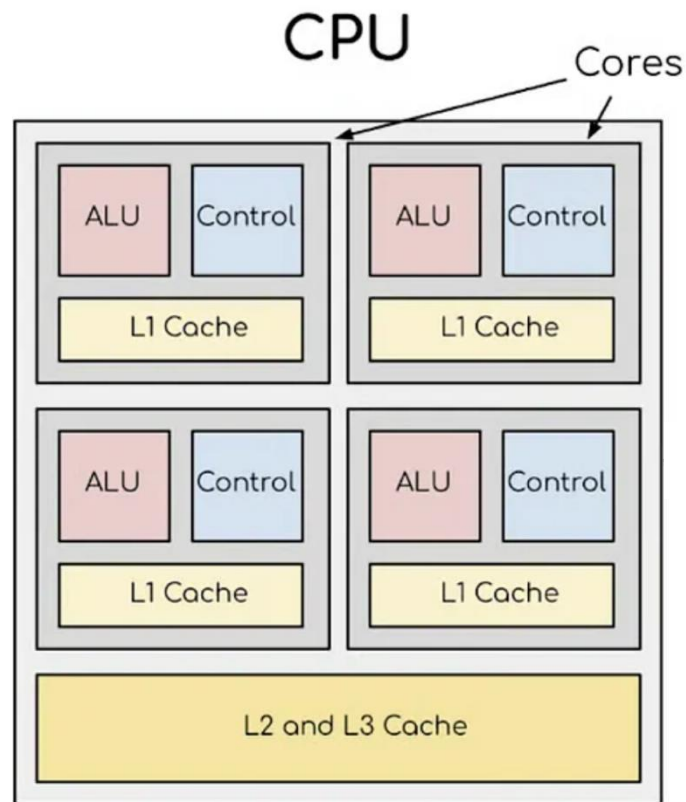 CPU
Cores
ALU
Control
ALU
Control
L1 Cache
L1 Cache
ALU
Control
ALU
Control
L1 Cache
L1 Cache
L2 and L3 Cache